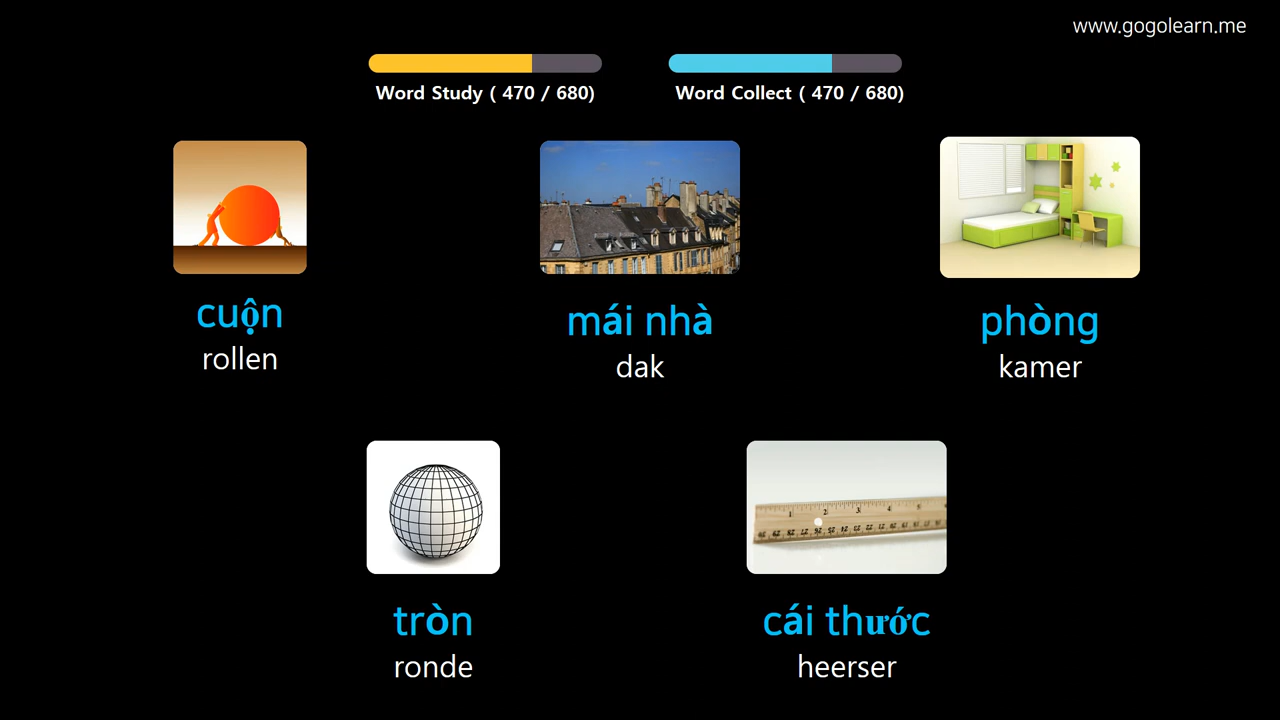 www.gogolearn.me
Word Study ( 470 / 680)
Word Collect ( 470 / 680)
cuộn
rollen
mái nhà
dak
phòng
kamer
tròn
ronde
cái thước
heerser